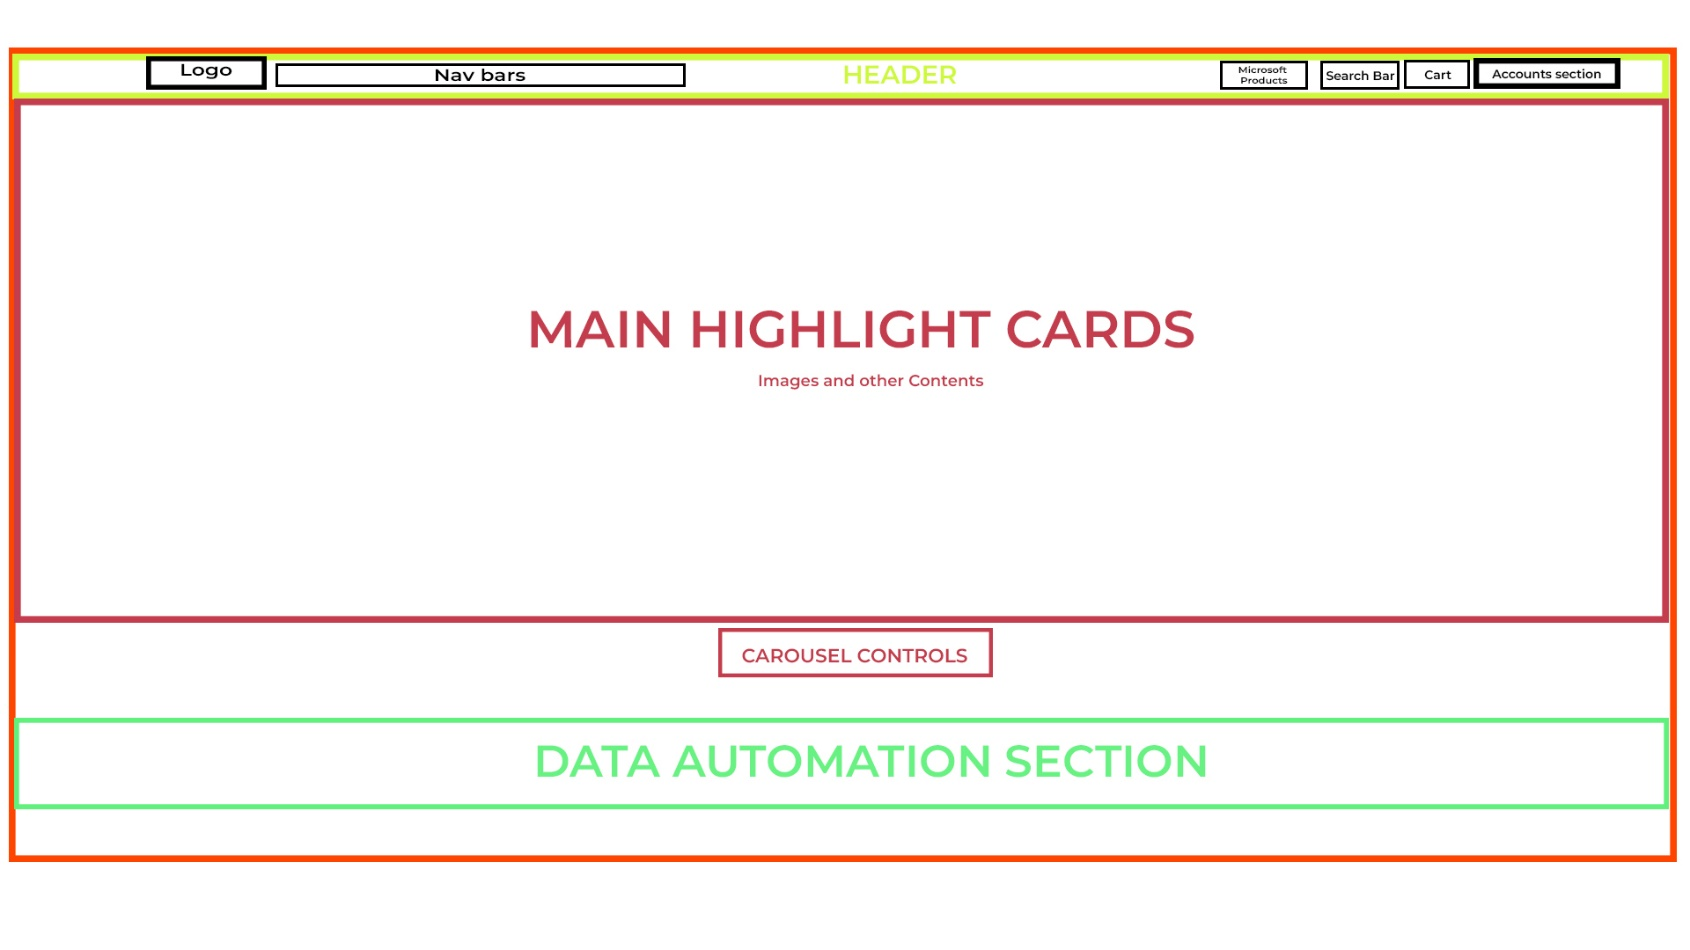 Logo
Nav bars
HEADER
Microsoft
Products
Search Bar
Cart
Accounts section
MAIN HIGHLIGHT CARDS
Images and other Contents
CAROUSEL CONTROLS
DATA AUTOMATION SECTION